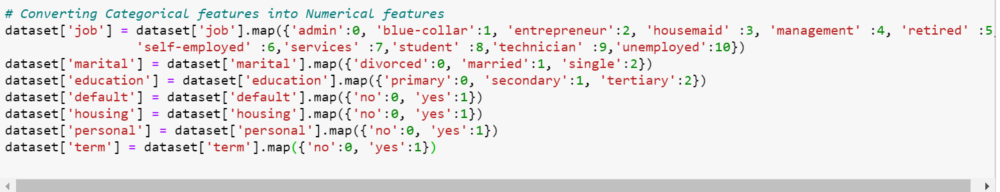 # Converting Categorical features into Numerical features
dataset['job'] = dataset['job'].map({'admin':0, 'blue-collar':1, 'entrepreneur':2, 'housemaid' :3, 'management' :4, 'retired' :5,
                 'self-employed' :6,'services' :7,'student' :8,'technician' :9,'unemployed':10})
dataset['marital'] = dataset['marital'].map({'divorced':0, 'married':1, 'single':2})
dataset['education'] = dataset['education'].map({'primary':0, 'secondary':1, 'tertiary':2})
dataset['default'] = dataset['default'].map({'no':0, 'yes':1})
dataset['housing'] = dataset['housing'].map({'no':0, 'yes':1})
dataset['personal'] = dataset['personal'].map({'no':0, 'yes':1})
dataset['term'] = dataset['term'].map({'no':0, 'yes':1})